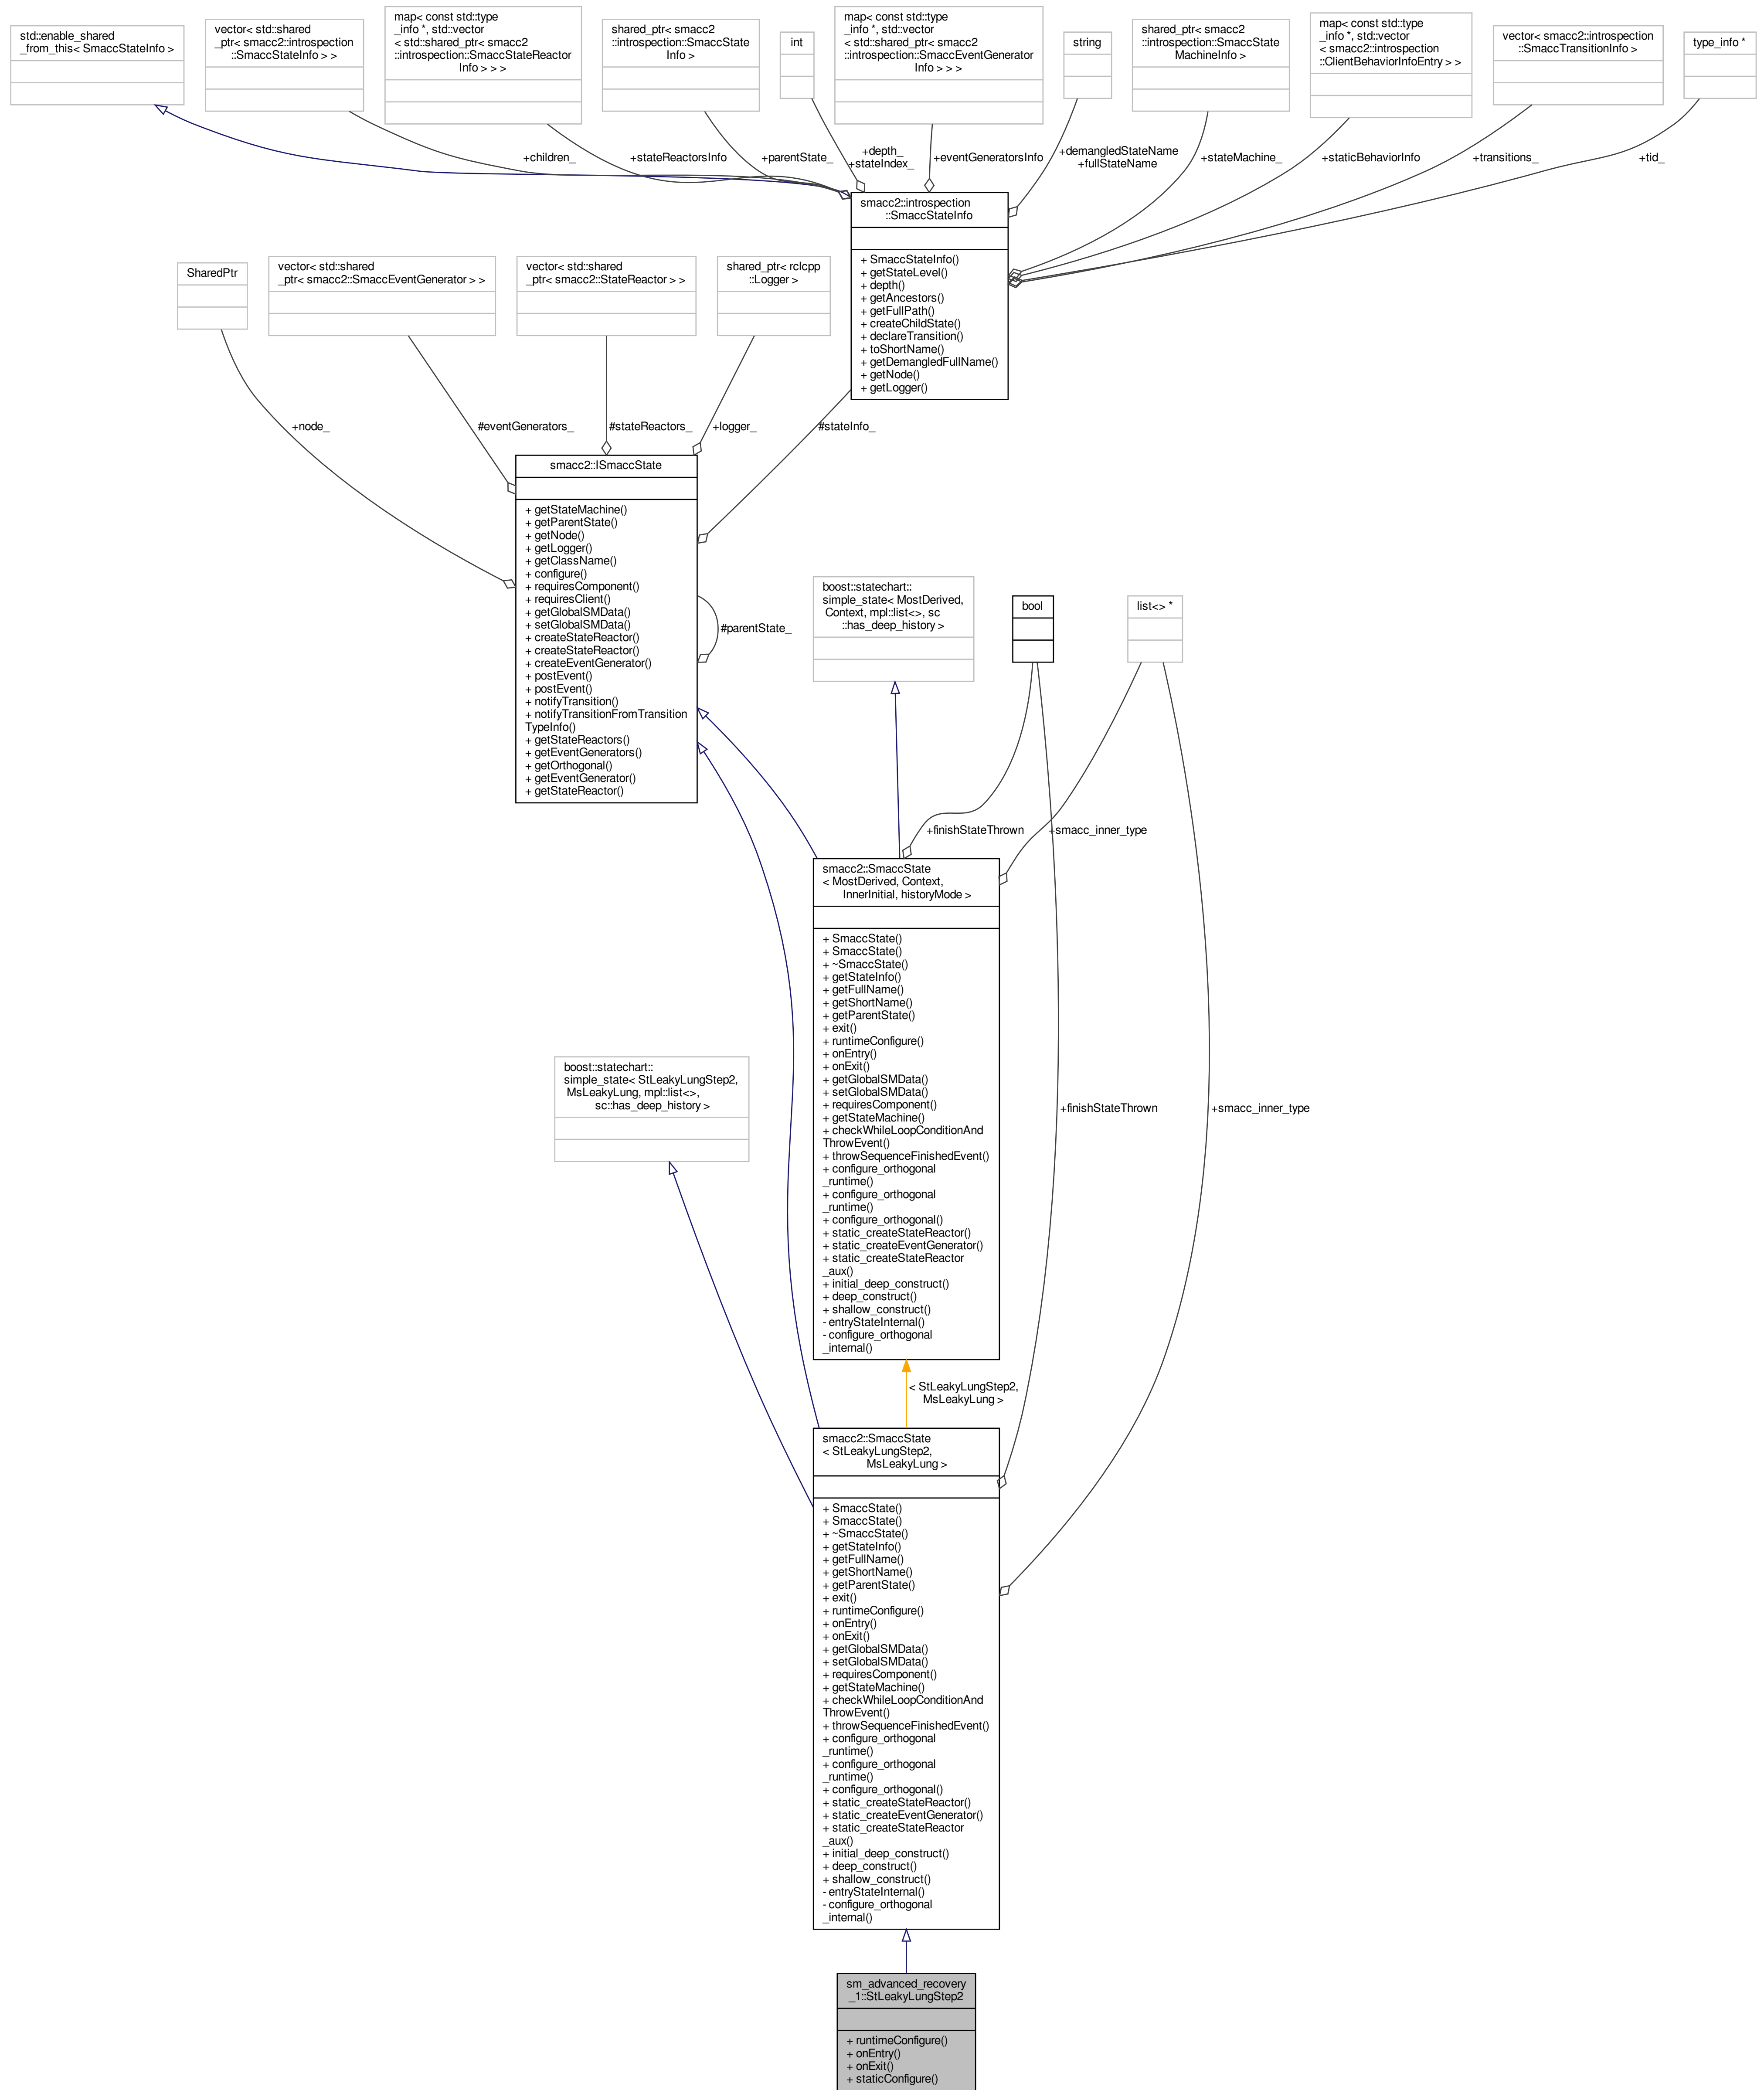 std::enable_shared
_from_this< SmaccStateInfo >
vector< std::shared
_ptr< smacc2::introspection
::SmaccStateInfo > >
map< const std::type
_info *, std::vector
< std::shared_ptr< smacc2
::introspection::SmaccStateReactor
Info > > >
shared_ptr< smacc2
::introspection::SmaccState
Info >
int
map< const std::type
_info *, std::vector
< std::shared_ptr< smacc2
::introspection::SmaccEventGenerator
Info > > >
string
shared_ptr< smacc2
::introspection::SmaccState
MachineInfo >
map< const std::type
_info *, std::vector
< smacc2::introspection
::ClientBehaviorInfoEntry > >
vector< smacc2::introspection
::SmaccTransitionInfo >
type_info *
+children_
+stateReactorsInfo
+parentState_
+depth_
+stateIndex_
+eventGeneratorsInfo
+demangledStateName
+fullStateName
+stateMachine_
+staticBehaviorInfo
+transitions_
+tid_
smacc2::introspection
::SmaccStateInfo
+ SmaccStateInfo()
+ getStateLevel()
+ depth()
+ getAncestors()
+ getFullPath()
+ createChildState()
+ declareTransition()
+ toShortName()
+ getDemangledFullName()
+ getNode()
+ getLogger()
SharedPtr
vector< std::shared
_ptr< smacc2::SmaccEventGenerator > >
vector< std::shared
_ptr< smacc2::StateReactor > >
shared_ptr< rclcpp
::Logger >
+node_
#eventGenerators_
#stateReactors_
+logger_
#stateInfo_
smacc2::ISmaccState
+ getStateMachine()
+ getParentState()
+ getNode()
+ getLogger()
+ getClassName()
+ configure()
+ requiresComponent()
+ requiresClient()
+ getGlobalSMData()
+ setGlobalSMData()
+ createStateReactor()
+ createStateReactor()
+ createEventGenerator()
+ postEvent()
+ postEvent()
+ notifyTransition()
+ notifyTransitionFromTransition
TypeInfo()
+ getStateReactors()
+ getEventGenerators()
+ getOrthogonal()
+ getEventGenerator()
+ getStateReactor()
#parentState_
boost::statechart::
simple_state< MostDerived,
Context, mpl::list<>, sc
::has_deep_history >
bool
list<> *
+finishStateThrown
+smacc_inner_type
smacc2::SmaccState
< MostDerived, Context,
InnerInitial, historyMode >
+ SmaccState()
+ SmaccState()
+ ~SmaccState()
+ getStateInfo()
+ getFullName()
+ getShortName()
+ getParentState()
+ exit()
+ runtimeConfigure()
+ onEntry()
+ onExit()
+ getGlobalSMData()
+ setGlobalSMData()
+ requiresComponent()
+ getStateMachine()
+ checkWhileLoopConditionAnd
ThrowEvent()
+ throwSequenceFinishedEvent()
+ configure_orthogonal
_runtime()
+ configure_orthogonal
_runtime()
+ configure_orthogonal()
+ static_createStateReactor()
+ static_createEventGenerator()
+ static_createStateReactor
_aux()
+ initial_deep_construct()
+ deep_construct()
+ shallow_construct()
- entryStateInternal()
- configure_orthogonal
_internal()
boost::statechart::
simple_state< StLeakyLungStep2,
MsLeakyLung, mpl::list<>,
sc::has_deep_history >
+finishStateThrown
+smacc_inner_type
< StLeakyLungStep2,
MsLeakyLung >
smacc2::SmaccState
< StLeakyLungStep2,
MsLeakyLung >
+ SmaccState()
+ SmaccState()
+ ~SmaccState()
+ getStateInfo()
+ getFullName()
+ getShortName()
+ getParentState()
+ exit()
+ runtimeConfigure()
+ onEntry()
+ onExit()
+ getGlobalSMData()
+ setGlobalSMData()
+ requiresComponent()
+ getStateMachine()
+ checkWhileLoopConditionAnd
ThrowEvent()
+ throwSequenceFinishedEvent()
+ configure_orthogonal
_runtime()
+ configure_orthogonal
_runtime()
+ configure_orthogonal()
+ static_createStateReactor()
+ static_createEventGenerator()
+ static_createStateReactor
_aux()
+ initial_deep_construct()
+ deep_construct()
+ shallow_construct()
- entryStateInternal()
- configure_orthogonal
_internal()
sm_advanced_recovery
_1::StLeakyLungStep2
+ runtimeConfigure()
+ onEntry()
+ onExit()
+ staticConfigure()